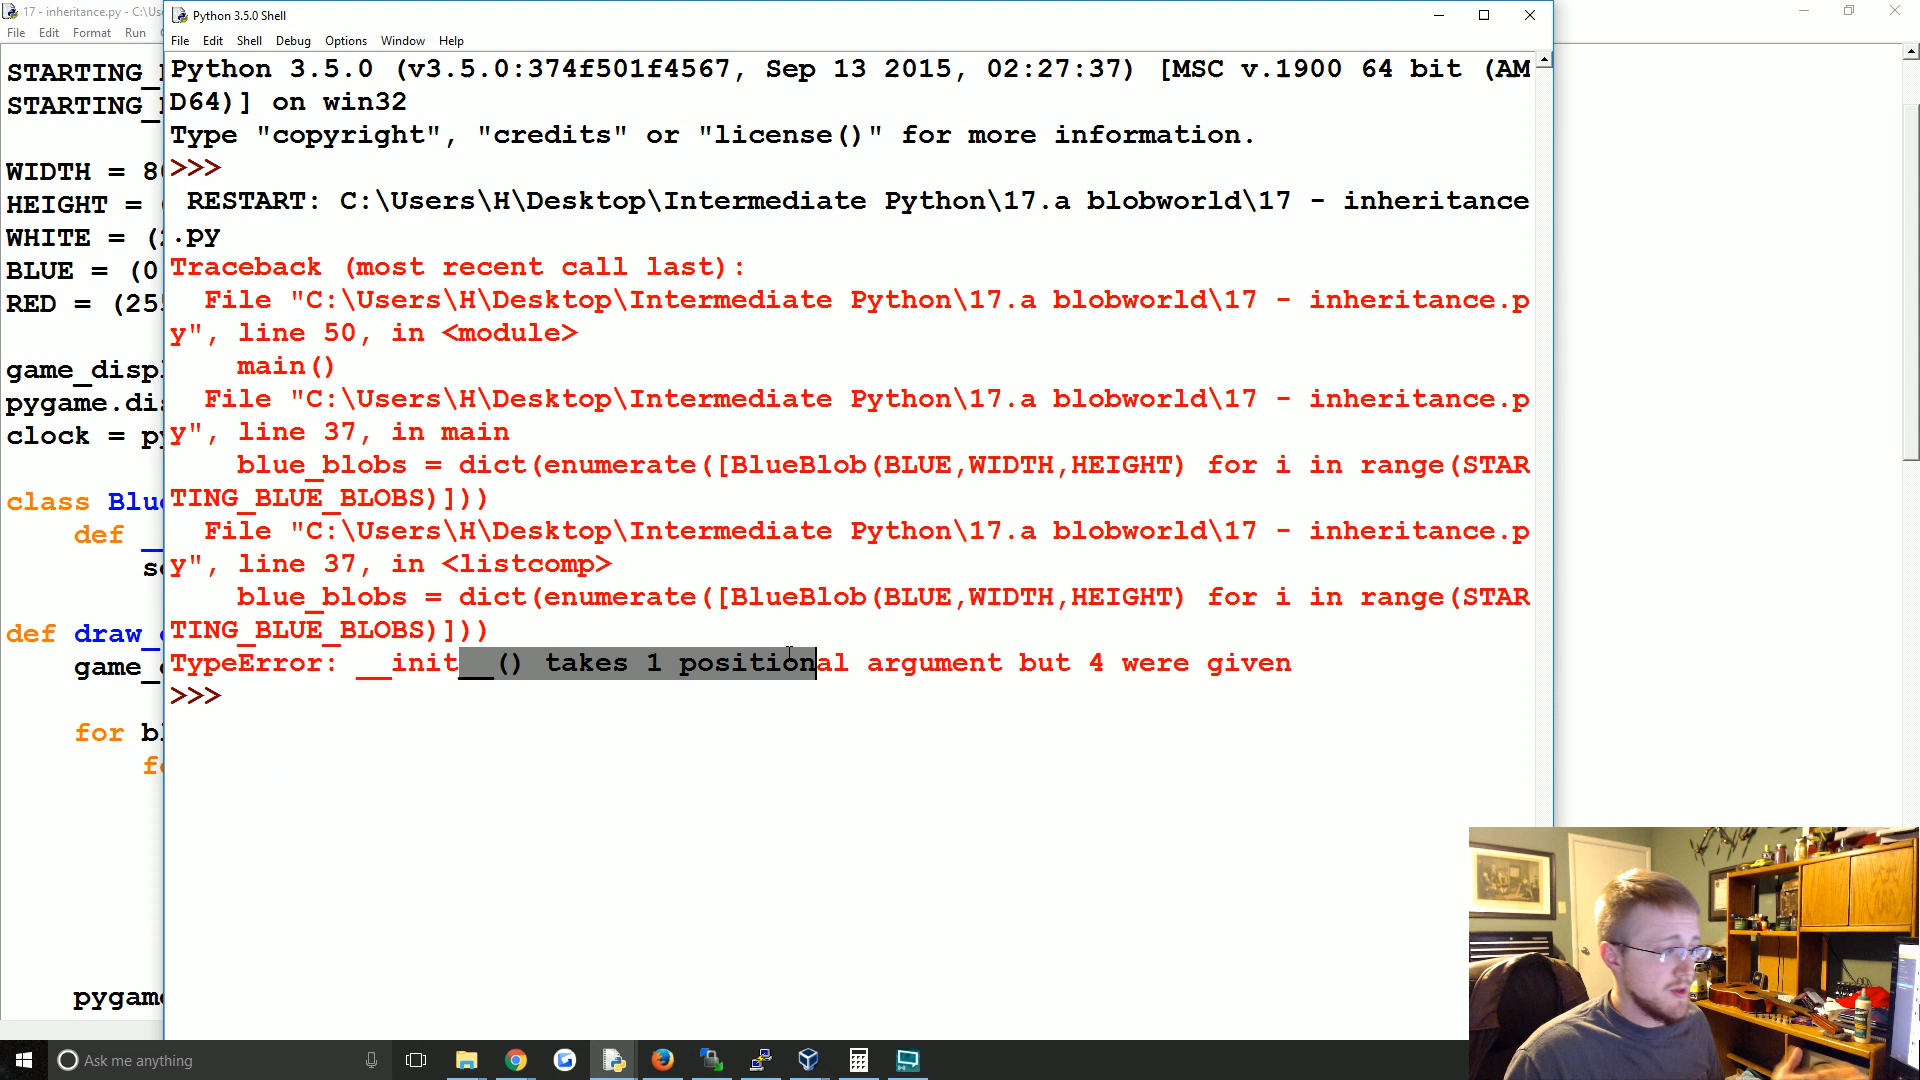 17 - inheritance.py - C:\Us
File Edit Format Run
Python 3.5.0 Shell
File Edit Shell Debug Options Window Help
STARTING_
STARTING_
WIDTH = 8
HEIGHT =
WHITE = (
BLUE = (0
RED = (25
game_disp
pygame.di
clock = p
class Blu
def _
s
def draw_
game_
for b
f
pygam
Python 3.5.0 (v3.5.0:374f501f4567, Sep 13 2015, 02:27:37) [MSC v.1900 64 bit (AM
D64)] on win32
Type "copyright", "credits" or "license()" for more information.
>>>
RESTART: C:\Users\H\Desktop\Intermediate Python\17.a blobworld\17 - inheritance
.py
Traceback (most recent call last):
File "C:\Users\H\Desktop\Intermediate Python\17.a blobworld\17 - inheritance.p
y", line 50, in <module>
main()
File "C:\Users\H\Desktop\Intermediate Python\17.a blobworld\17 - inheritance.p
y", line 37, in main
blue_blobs = dict(enumerate([BlueBlob(BLUE,WIDTH,HEIGHT) for i in range(STAR
TING_BLUE_BLOBS)]))
File "C:\Users\H\Desktop\Intermediate Python\17.a blobworld\17 - inheritance.p
y", line 37, in <listcomp>
blue_blobs = dict(enumerate([BlueBlob(BLUE,WIDTH,HEIGHT) for i in range(STAR
TING_BLUE_BLOBS)]))
TypeError: __init__() takes 1 positional argument but 4 were given
>>>
Ask me anything